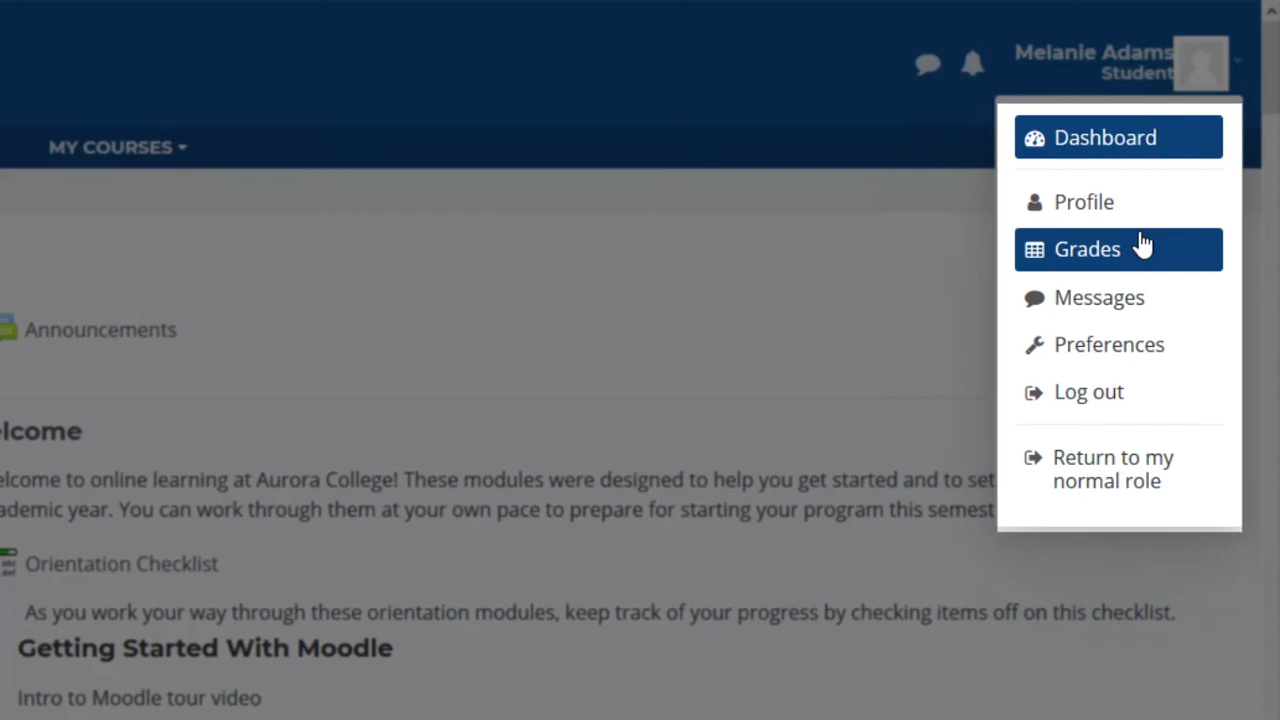 Melanie Adams
Student
MY COURSES
Dashboard
Profile
Grades
Messages
Preferences
Log out
Return to my
normal role
Announcements
elcome
elcome to online learning at Aurora College! These modules were designed to help you get started and to set
ademic year. You can work through them at your own pace to prepare for starting your program this semest
Orientation Checklist
As you work your way through these orientation modules, keep track of your progress by checking items off on this checklist.
Getting Started With Moodle
Intro to Moodle tour video